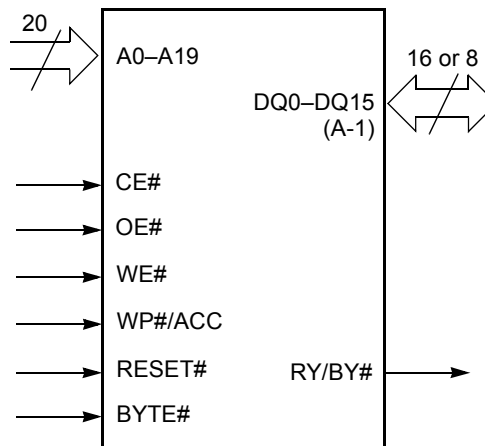 20
A0–A19
16 or 8
DQ0–DQ15
(A-1)
CE#
OE#
WE#
WP#/ACC
RESET#
RY/BY#
BYTE#